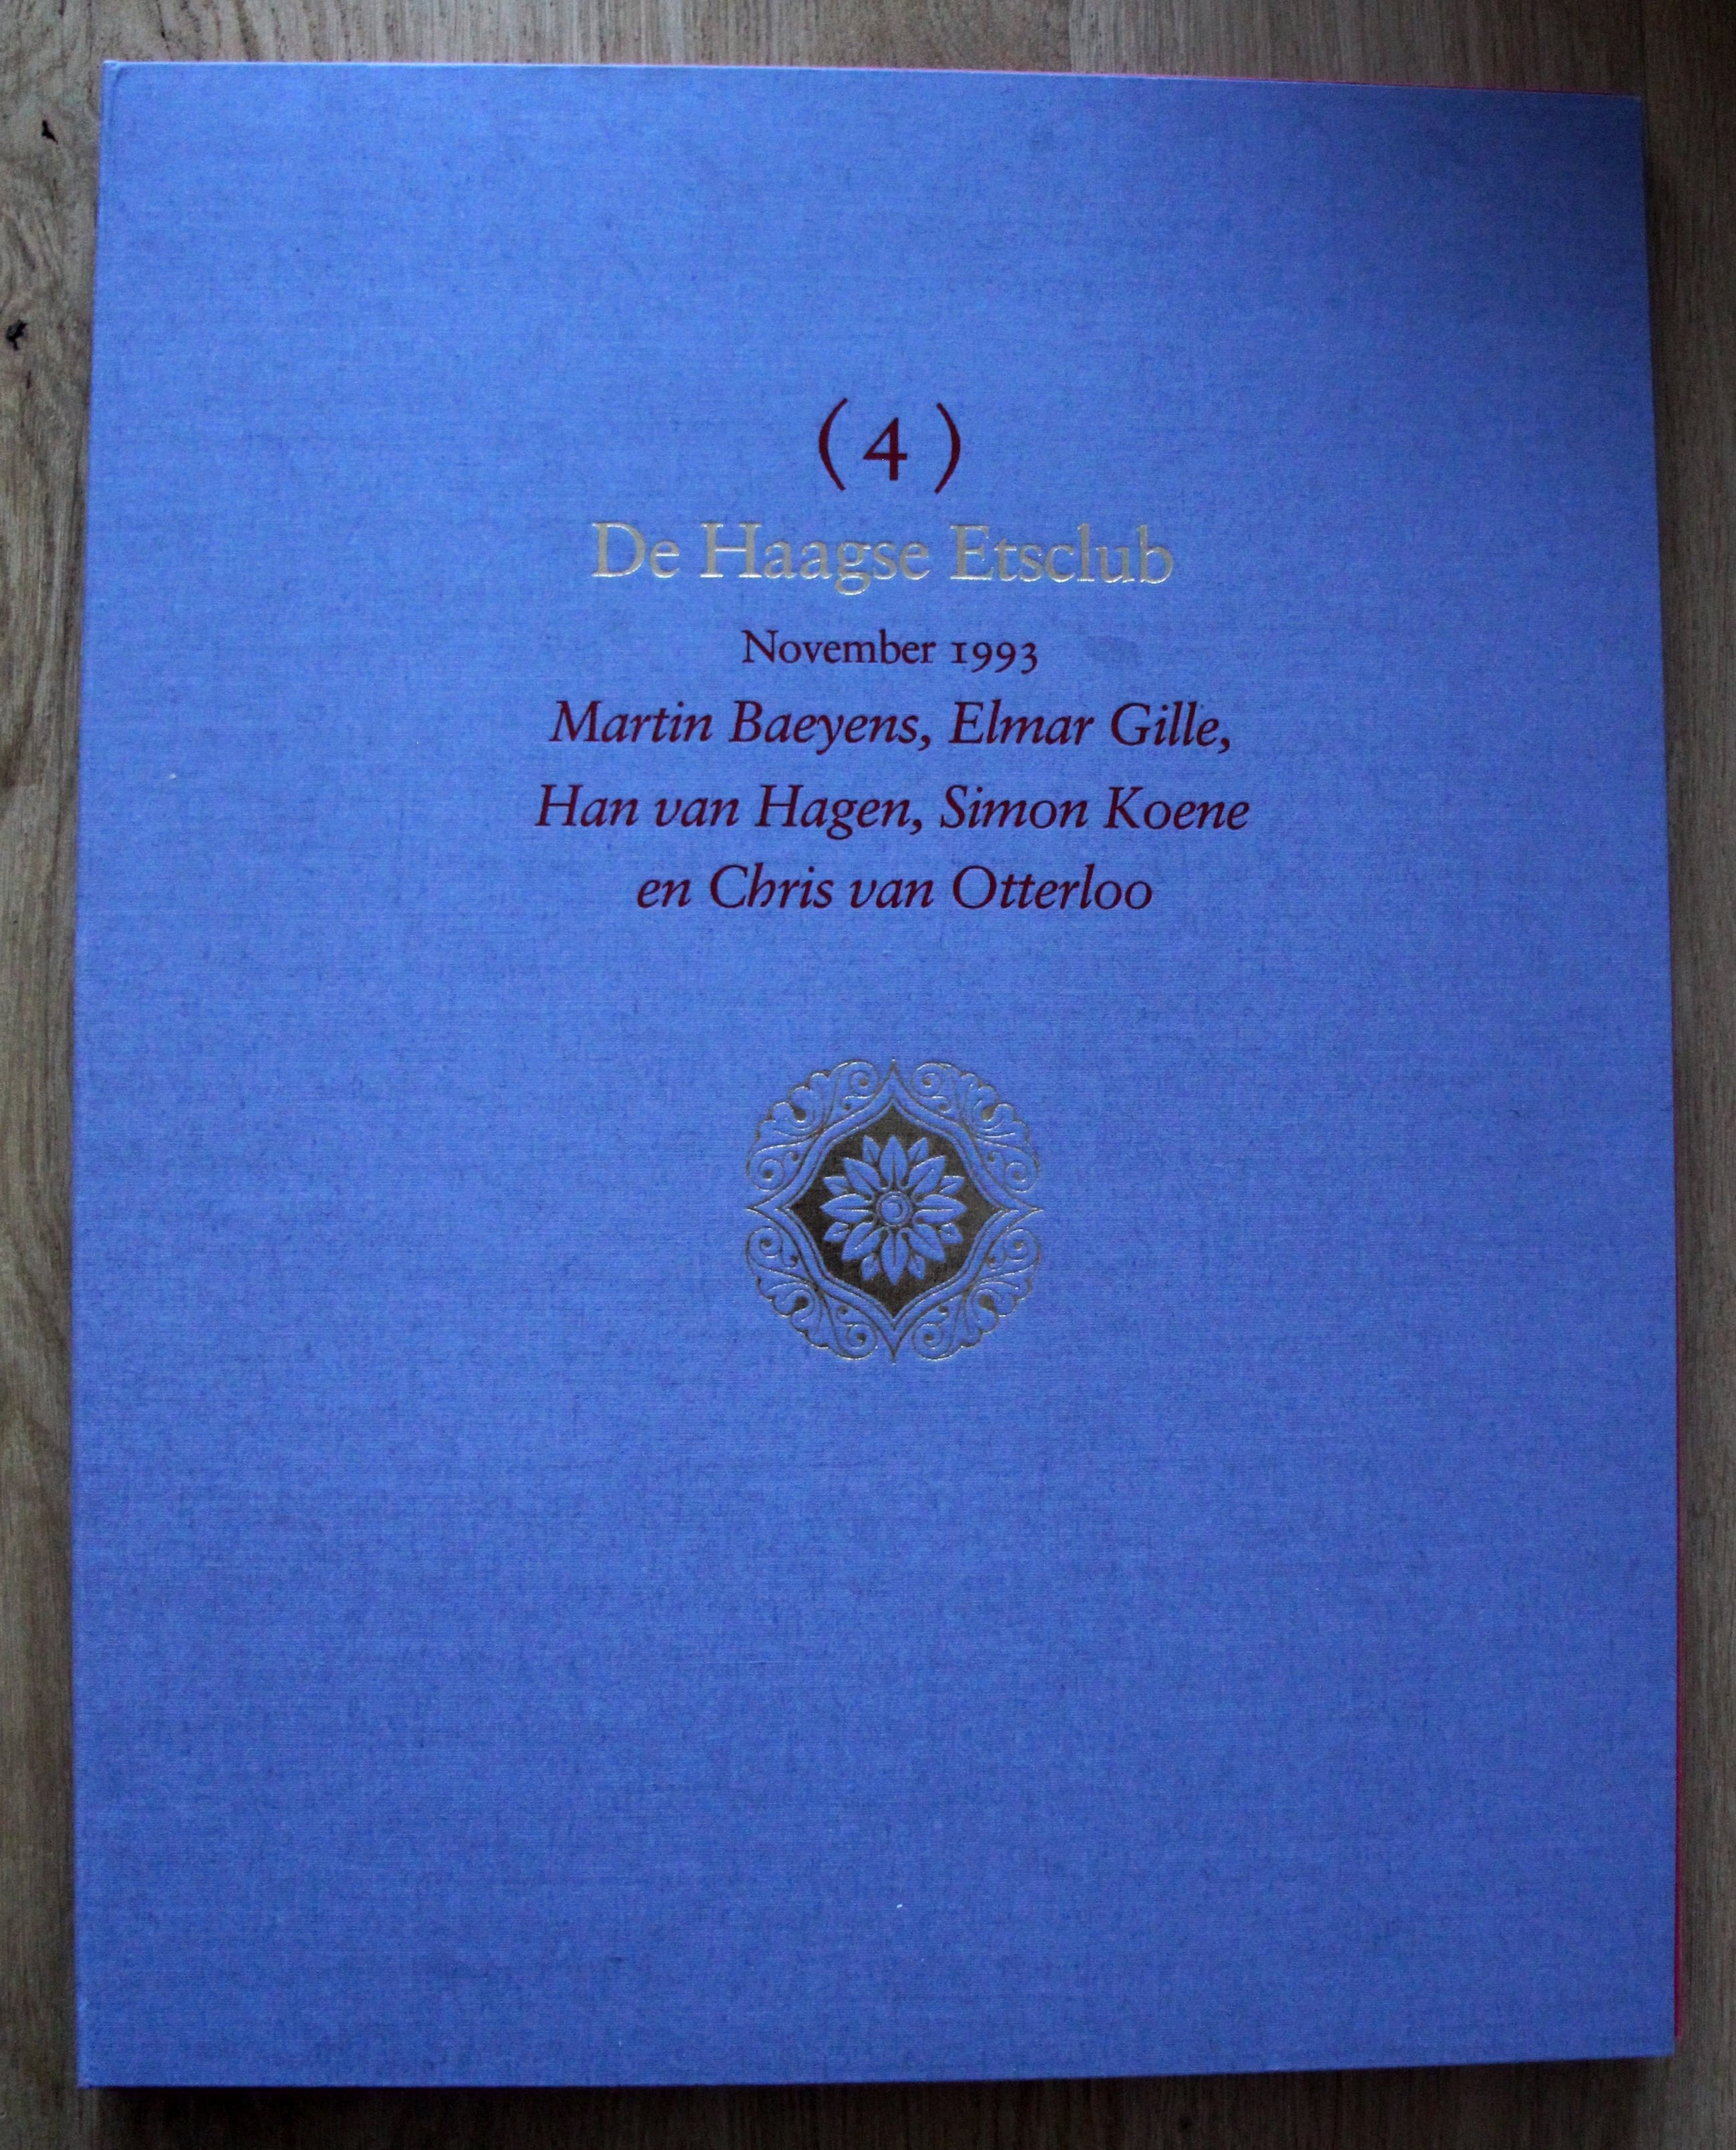 (4)
De Haagse Etsclub
November 1993
Martin Baeyens, Elmar Gille,
Han van Hagen, Simon Koene
en Chris van Otterloo